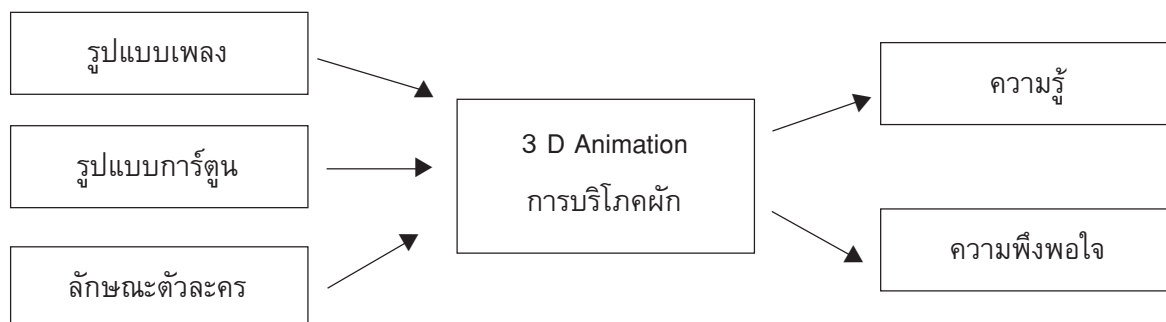 รูปแบบเพลง
รูปแบบการ์ตูน
ลักษณะตัวละคร
3 D Animation
การบริโภคผัก
ความรู้
ความพึงพอใจ